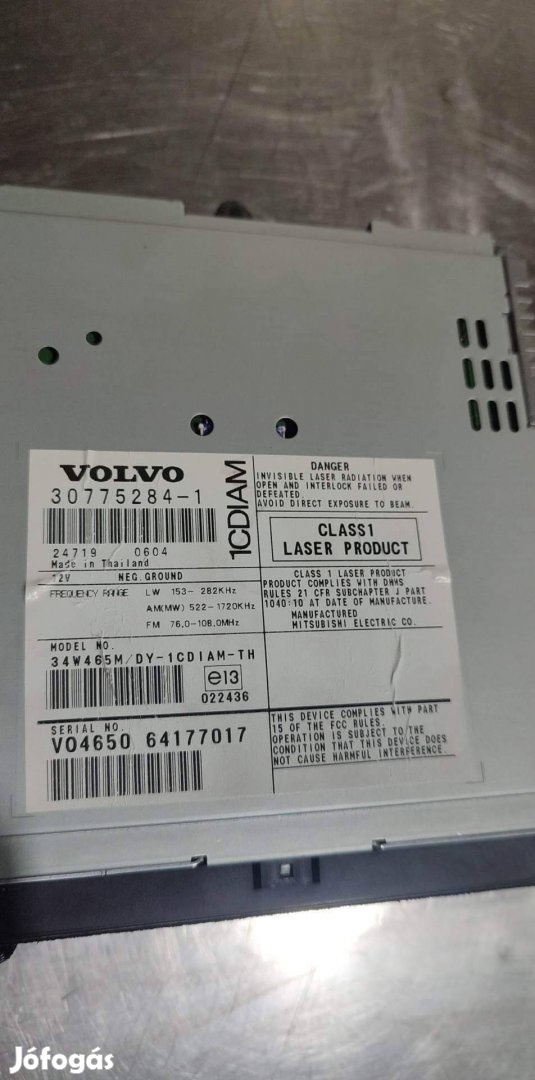 VOLVO
30775284-1
24719 0604
Made in Thailand
1CDIAM
DANGER
INVISIBLE LASER RADIATION WHEN
OPEN AND INTERLOCK FAILED OR
DEFEATED.
AVOID DIRECT EXPOSURE TO BEAM.
CLASS1
LASER PRODUCT
12V NEG.GROUND
FREQUENCY RANGE LW 153- 282KHz
AM(MW) 522-1720KHz
FM 76.0-108.0MHz
CLASS 1 LASER PRODUCT
PRODUCT COMPLIES WITH DHHS
RULES 21 CFR SUBCHAPTER J PART
1040:10 AT DATE OF MANUFACTURE.
MANUFACTURED
MITSUBISHI ELECTRIC CO.
MODEL NO.
34W465M/DY-1CDIAM-TH
e13
022436
SERIAL NO.
V04650 64177017
THIS DEVICE COMPLIES WITH PART
15 OF THE FCC RULES.
OPERATION IS SUBJECT TO THE
CONDITION THAT THIS DEVICE DOES
NOT CAUSE HARMFUL INTERFERENCE.
Jófogás